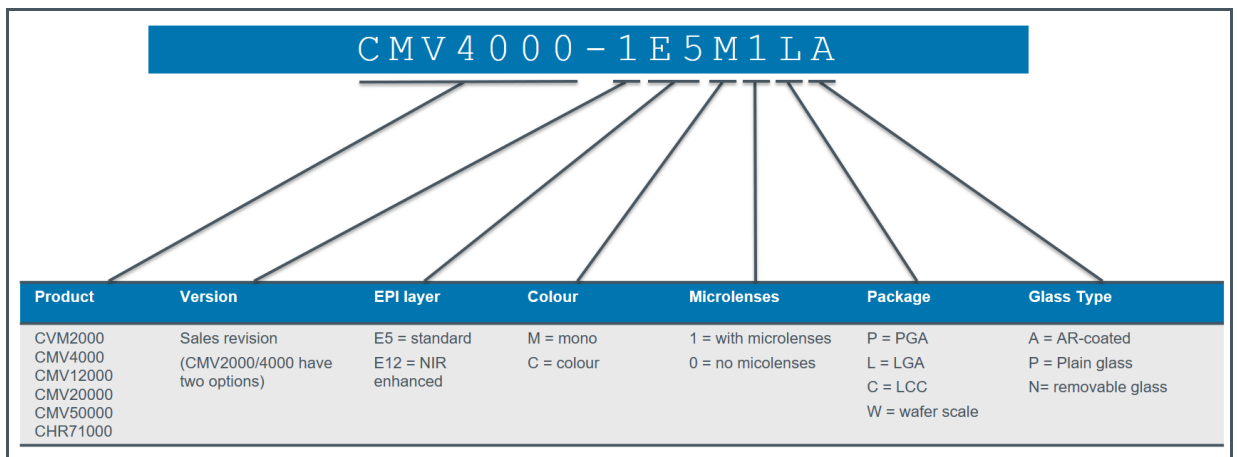 CMV4000-1E5M1LA
Product
Version
EPI layer
Colour
Microlenses
Package
Glass Type
CVM2000
CMV4000
CMV12000
CMV20000
CMV50000
CHR71000
Sales revision
(CMV2000/4000 have
two options)
E5 = standard
E12 = NIR
enhanced
M = mono
C = colour
1 = with microlenses
0 = no micolenses
P = PGA
L = LGA
C = LCC
W = wafer scale
A = AR-coated
P = Plain glass
N= removable glass